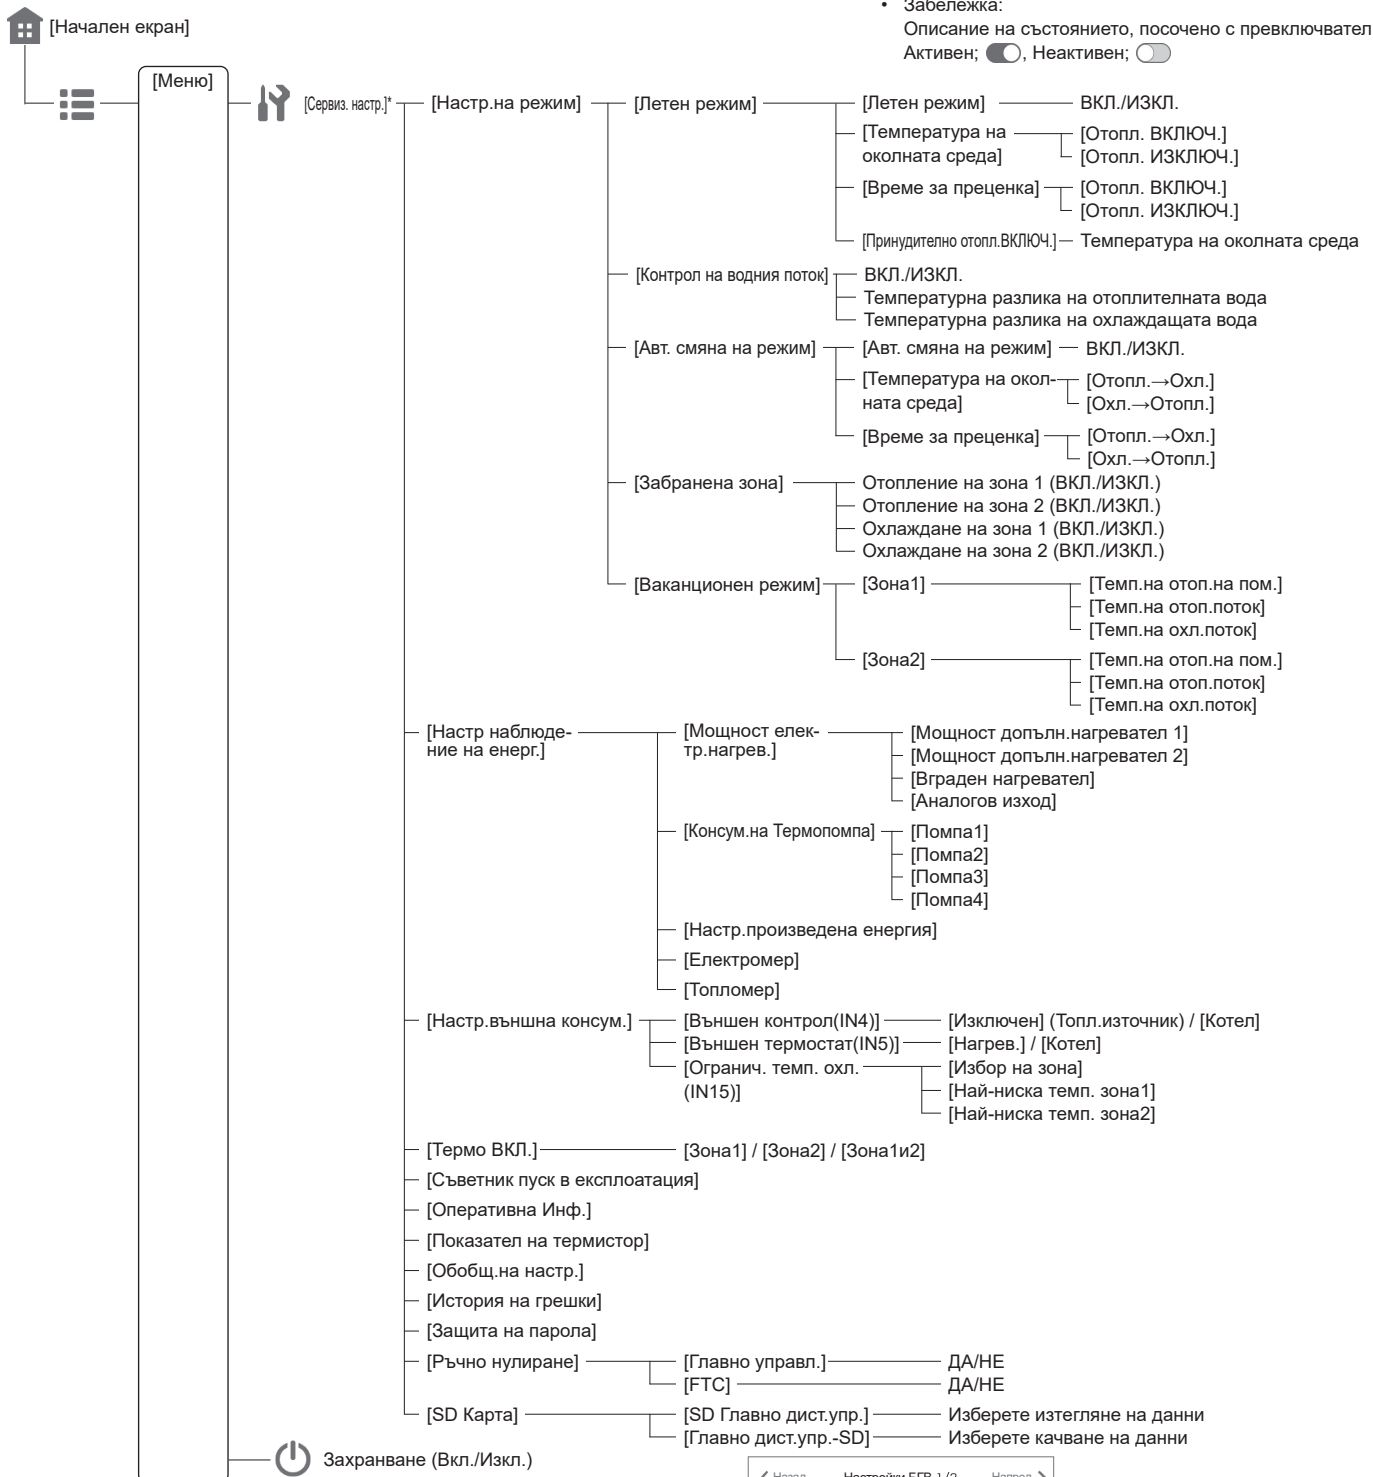 • Забележка:
[Начален екран]
Описание на състоянието, посочено с превключвател
Активен; , Неактивен;
[Меню]
[Сервиз. настр.]*
[Настр.на режим]
[Летен режим]
[Летен режим]
ВКЛ./ИЗКЛ.
[Температура на
околната среда]
[Отопл. ВКЛЮЧ.]
[Отопл. ИЗКЛЮЧ.]
[Време за преценка]
[Отопл. ВКЛЮЧ.]
[Отопл. ИЗКЛЮЧ.]
[Принудително отопл.ВКЛЮЧ.]
Температура на околната среда
[Контрол на водния поток]
ВКЛ./ИЗКЛ.
Температурна разлика на отоплителната вода
Температурна разлика на охлаждащата вода
[Авт. смяна на режим]
[Авт. смяна на режим]
ВКЛ./ИЗКЛ.
[Температура на окол-
ната среда]
[Отопл.→Охл.]
[Охл.→Отопл.]
[Време за преценка]
[Отопл.→Охл.]
[Охл.→Отопл.]
[Забранена зона]
Отопление на зона 1 (ВКЛ./ИЗКЛ.)
Отопление на зона 2 (ВКЛ./ИЗКЛ.)
Охлаждане на зона 1 (ВКЛ./ИЗКЛ.)
Охлаждане на зона 2 (ВКЛ./ИЗКЛ.)
[Ваканционен режим]
[Зона1]
[Темп.на отоп.на пом.]
[Темп.на отоп.поток]
[Темп.на охл.поток]
[Зона2]
[Темп.на отоп.на пом.]
[Темп.на отоп.поток]
[Темп.на охл.поток]
[Настр наблюде-
ние на енерг.]
[Мощност елек-
тр.нагрев.]
[Мощност допълн.нагревател 1]
[Мощност допълн.нагревател 2]
[Вграден нагревател]
[Аналогов изход]
[Консум.на Термопомпа]
[Помпа1]
[Помпа2]
[Помпа3]
[Помпа4]
[Настр.произведена енергия]
[Електромер]
[Топломер]
[Настр.външна консум.]
[Външен контрол(IN4)]
[Изключен] (Топл.източник) / [Котел]
[Външен термостат(IN5)]
[Нагрев.] / [Котел]
[Огранич. темп. охл.
(IN15)]
[Избор на зона]
[Най-ниска темп. зона1]
[Най-ниска темп. зона2]
[Термо ВКЛ.]
[Зона1] / [Зона2] / [Зона1и2]
[Съветник пуск в експлоатация]
[Оперативна Инф.]
[Показател на термистор]
[Обобщ.на настр.]
[История на грешки]
[Защита на парола]
[Ръчно нулиране]
[Главно управл.]
ДА/НЕ
[FTC]
ДА/НЕ
[SD Карта]
[SD Главно дист.упр.]
Изберете изтегляне на данни
[Главно дист.упр.-SD]
Изберете качване на данни
Захранване (Вкл./Изкл.)